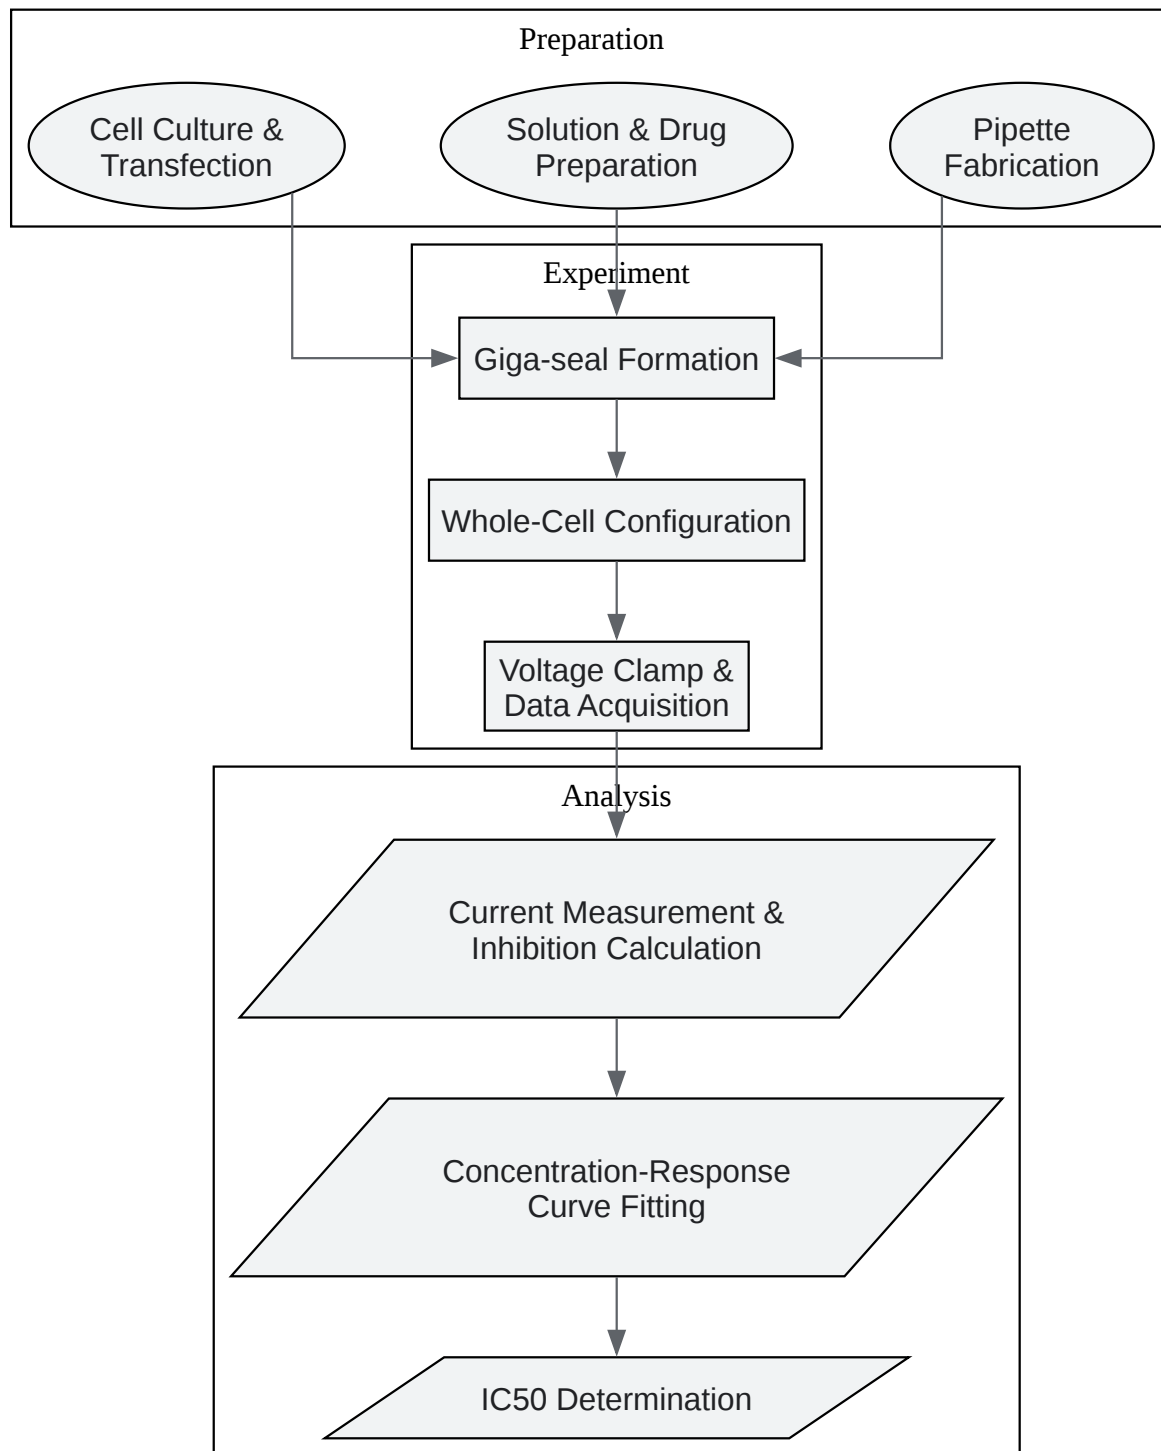 Preparation
Cell Culture &
Transfection
Solution & Drug
Preparation
Pipette
Fabrication
Experiment
Giga-seal Formation
Whole-Cell Configuration
Voltage Clamp &
Data Acquisition
Analysis
Current Measurement &
Inhibition Calculation
Concentration-Response
Curve Fitting
IC50 Determination